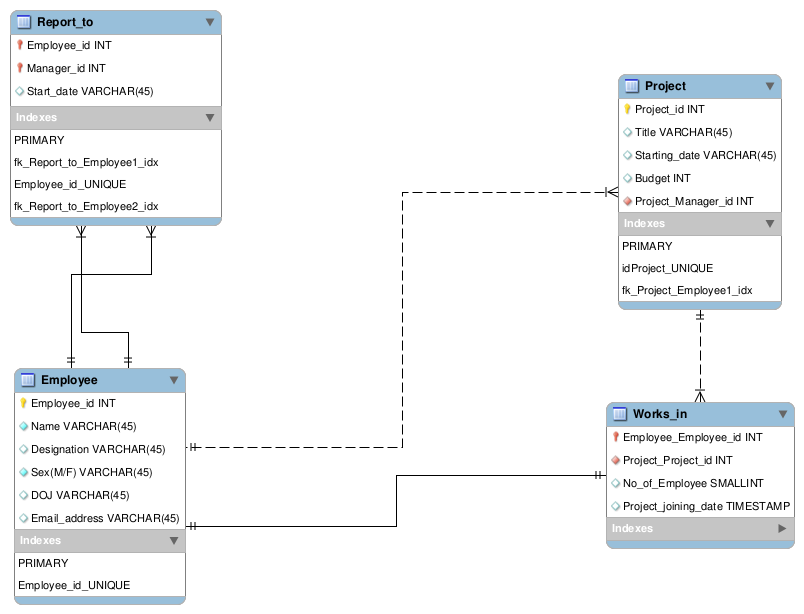 Report_to
Employee_id INT
Manager_id INT
Start_date VARCHAR(45)
Indexes
PRIMARY
fk_Report_to_Employee1_idx
Employee_id_UNIQUE
fk_Report_to_Employee2_idx
Project
Project_id INT
Title VARCHAR(45)
Starting_date VARCHAR(45)
Budget INT
Project_Manager_id INT
Indexes
PRIMARY
idProject_UNIQUE
fk_Project_Employee1_idx
Employee
Employee_id INT
Name VARCHAR(45)
Designation VARCHAR(45)
Sex(M/F) VARCHAR(45)
DOJ VARCHAR(45)
Email_address VARCHAR(45)
Indexes
PRIMARY
Employee_id_UNIQUE
Works_in
Employee_Employee_id INT
Project_Project_id INT
No_of_Employee SMALLINT
Project_joining_date TIMESTAMP
Indexes